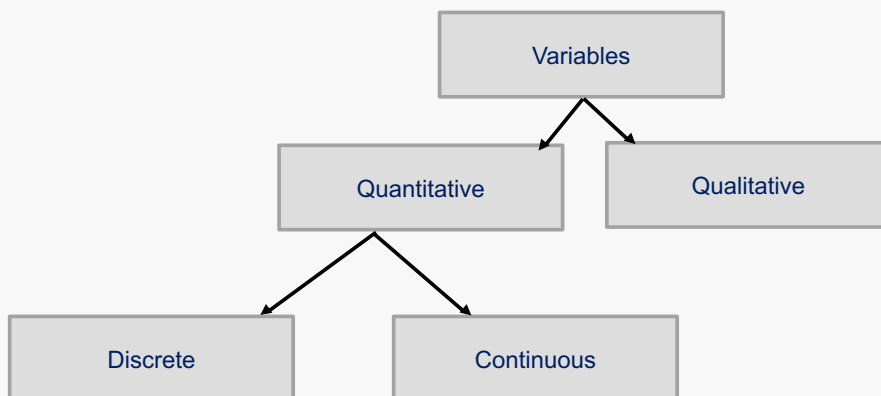 Variables
Quantitative
Qualitative
Discrete
Continuous